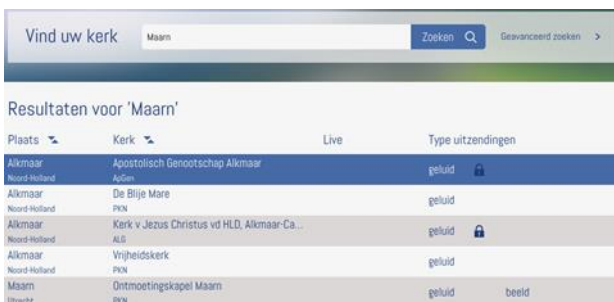 Vind uw kerk Maarn Zoeken Geavanceerd zoeken >
Resultaten voor 'Maarn'
Plaats Kerk Live Type uitzendingen
Alkmaar Apostolisch Genootschap Alkmaar geluid
Noord-Holland ApGen
Alkmaar De Blije Mare geluid
Noord-Holland PKN
Alkmaar Kerk v Jezus Christus vd HLD, Alkmaar-Ca... geluid
Noord-Holland ALG
Alkmaar Vrijheidskerk geluid
Noord-Holland PKN
Maarn Ontmoetingskapel Maarn geluid beeld
Utrecht PKN